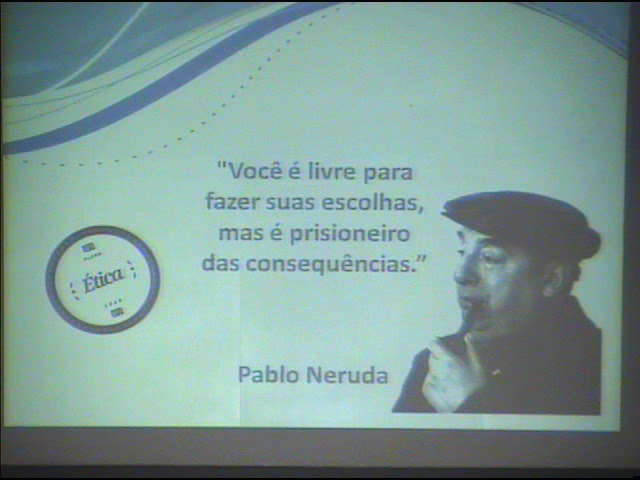 "Você é livre para
fazer suas escolhas,
mas é prisioneiro
das consequências.”
Ética
Pablo Neruda